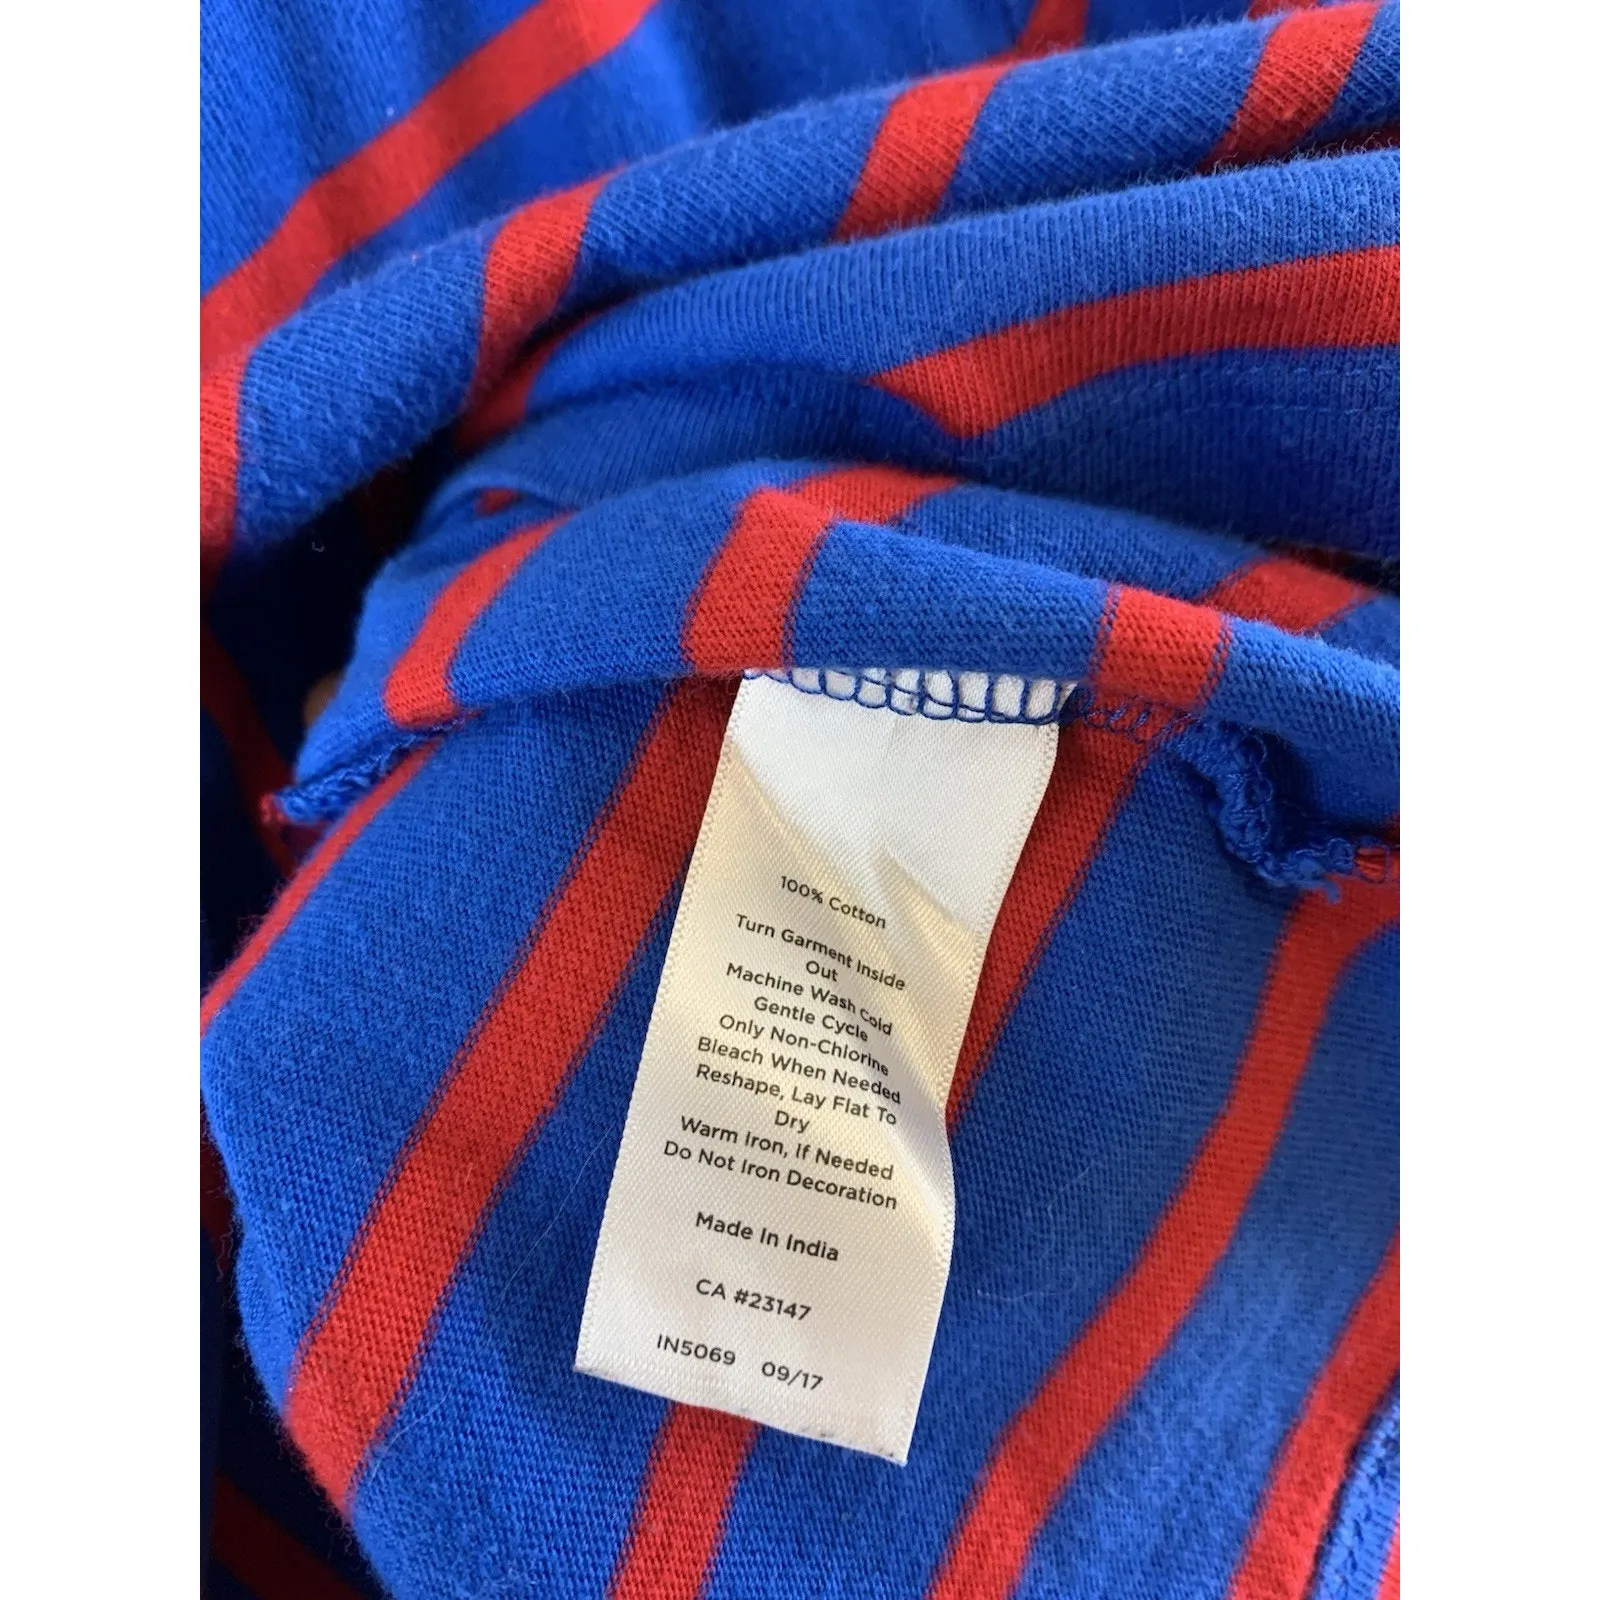 100% Cotton
Turn Garment Inside
Out
Machine Wash Cold
Gentle Cycle
Only Non-Chlorine
Bleach When Needed
Reshape, Lay Flat To
Dry
Warm Iron, If Needed
Do Not Iron Decoration
Made In India
CA #23147
IN5069 09/17